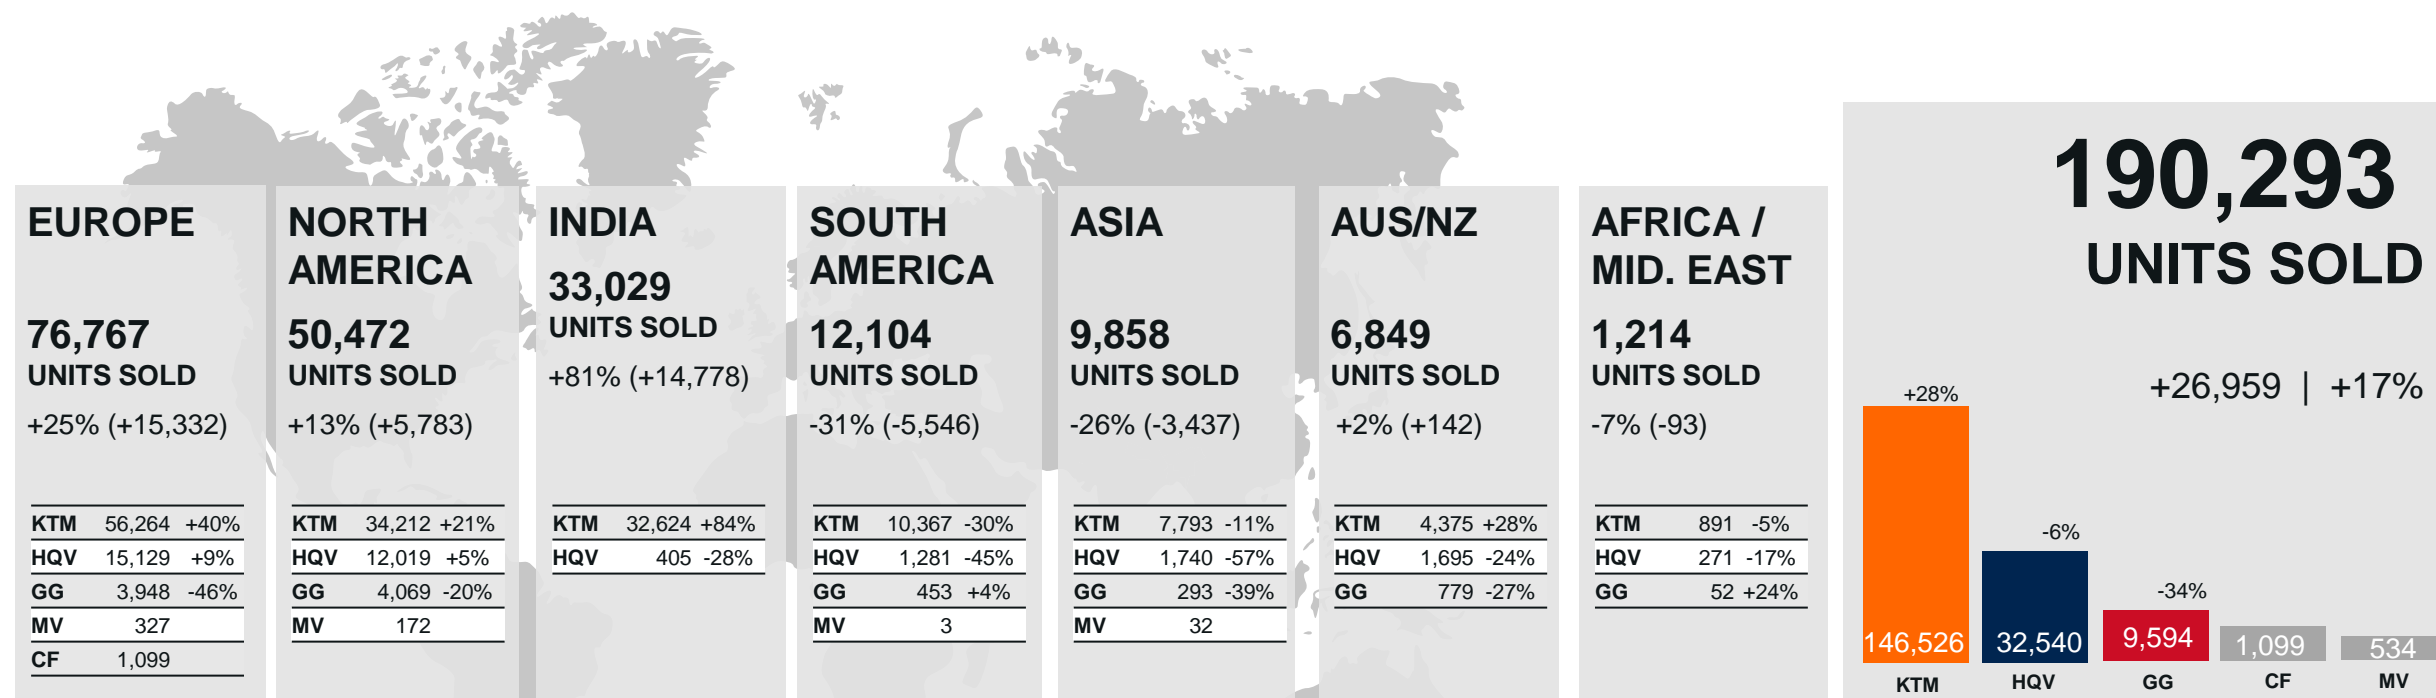 EUROPE
76,767
UNITS SOLD
+25% (+15,332)
KTM 56,264 +40%
HQV 15,129 +9%
GG 3,948 -46%
MV 327
CF 1,099
NORTH
AMERICA
50,472
UNITS SOLD
+13% (+5,783)
KTM 34,212 +21%
HQV 12,019 +5%
GG 4,069 -20%
MV 172
INDIA
33,029
UNITS SOLD
+81% (+14,778)
KTM 32,624 +84%
HQV 405 -28%
SOUTH
AMERICA
12,104
UNITS SOLD
-31% (-5,546)
KTM 10,367 -30%
HQV 1,281 -45%
GG 453 +4%
MV 3
ASIA
9,858
UNITS SOLD
-26% (-3,437)
KTM 7,793 -11%
HQV 1,740 -57%
GG 293 -39%
MV 32
AUS/NZ
6,849
UNITS SOLD
+2% (+142)
KTM 4,375 +28%
HQV 1,695 -24%
GG 779 -27%
AFRICA /
MID. EAST
1,214
UNITS SOLD
-7% (-93)
KTM 891 -5%
HQV 271 -17%
GG 52 +24%
190,293
UNITS SOLD
+26,959 | +17%
+28%
-6%
-34%
146,526 32,540 9,594 1,099 534
KTM HQV GG CF MV